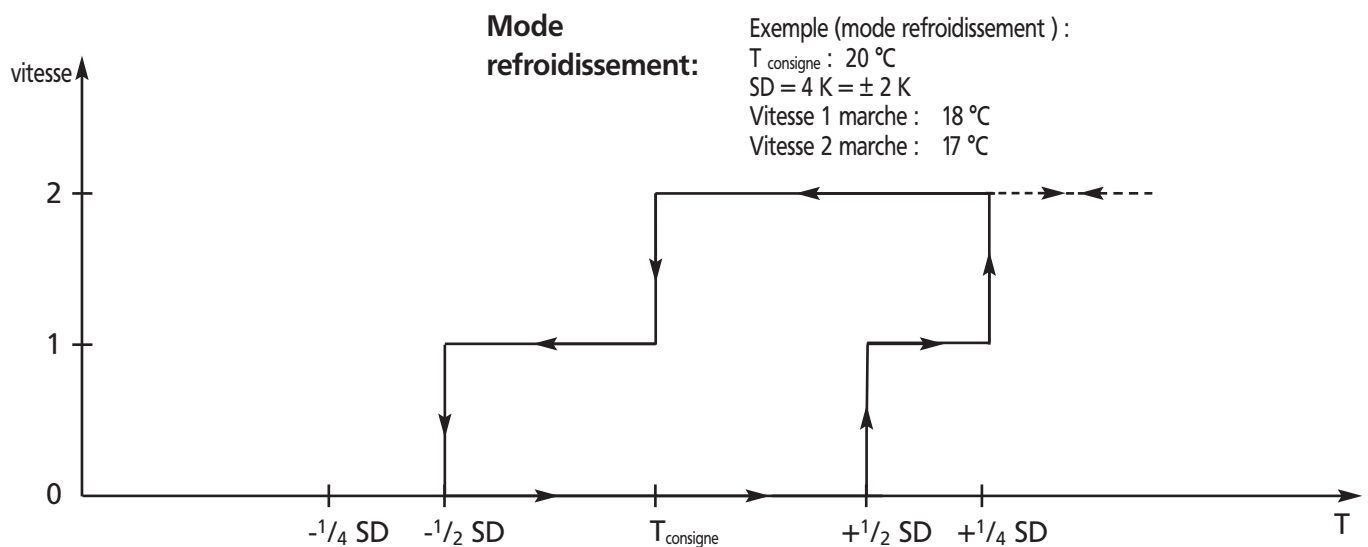 Mode
refroidissement:
Exemple (mode refroidissement ) :
T consigne : 20 °C
SD = 4 K = ± 2 K
Vitesse 1 marche : 18 °C
Vitesse 2 marche : 17 °C
vitesse
2
1
0
-1/4 SD -1/2 SD Tconsigne +1/2 SD +1/4 SD T